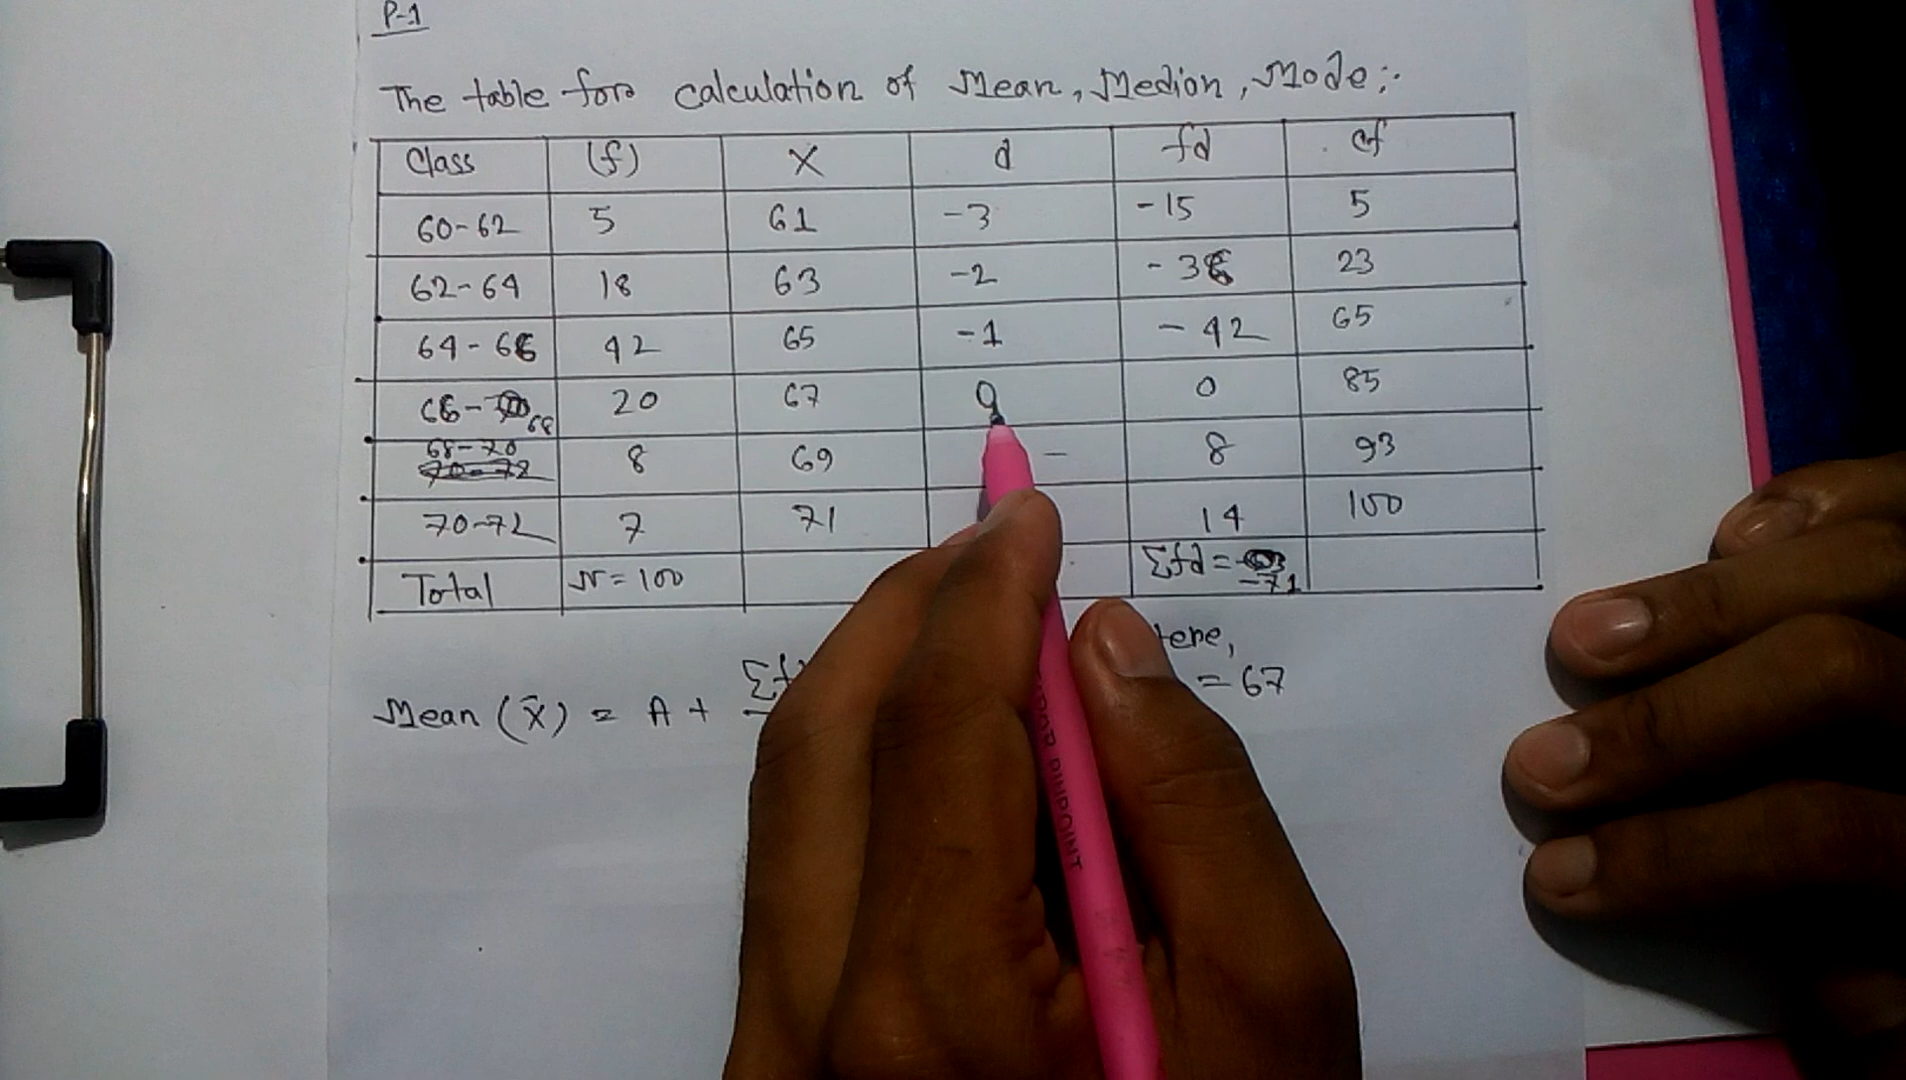 P-1
The table for calculation of Mean, Median, Mode:-
Class (f) X d fd cf
60-62 5 61 -3 -15 5
62-64 18 63 -2 -36 23
64-66 42 65 -1 -42 65
66-68 20 67 0 0 85
68-70 8 69 8 93
70-72 7 71 14 100
Total N=100 Σfd = -71
Here,
Mean (x̄) = A + Σf = 67
PINPOINT